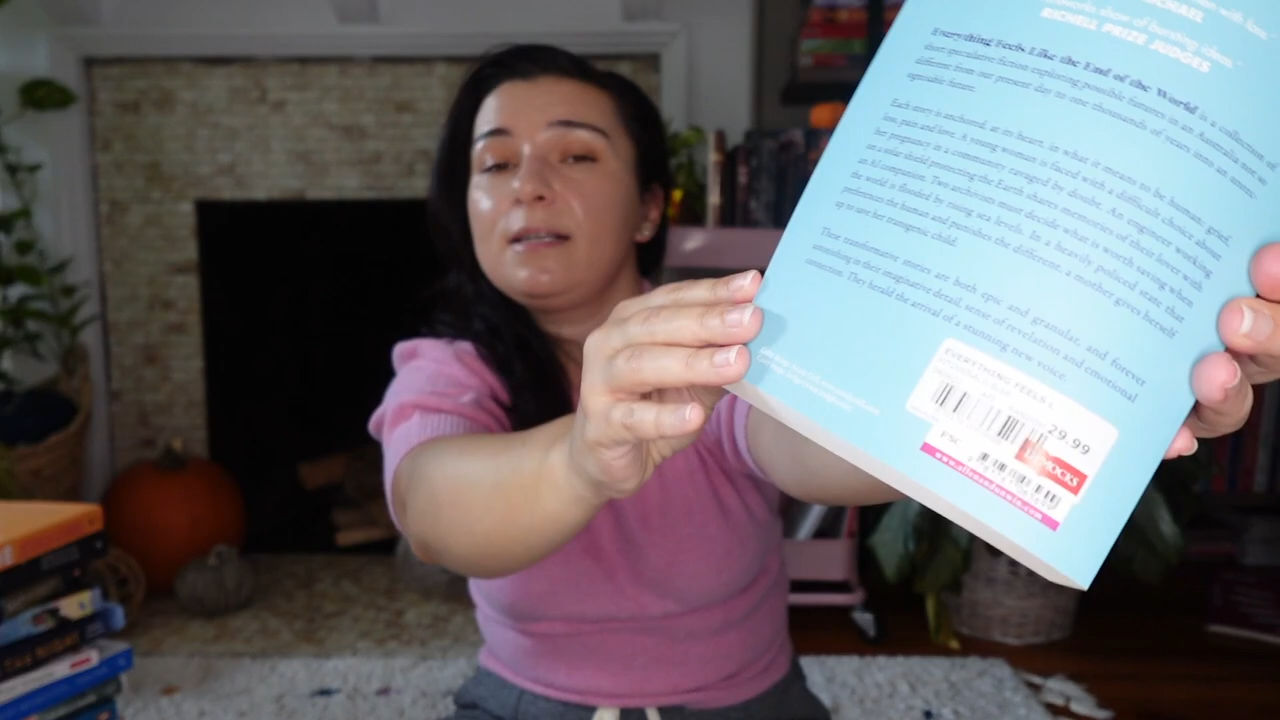 RICHELL PRIZE JUDGES
Everything Feels Like the End of the World is a collection of
short speculative fiction exploring possible futures in an Australia not so
different from our present day to one thousands of years into an
Each story is anchored, at its heart, in what it means to be human: grief,
loss, pain and love. A young woman is faced with a difficult choice about
her pregnancy in a community ravaged by doubt. An engineer working
on a solar shield protecting the Earth shares memories of their lover with
an AI companion. Two archivists must decide what is worth saving when
the world is flooded by rising sea levels. In a heavily policed state that
preferences the human and punishes the different, a mother gives herself
up to save her transgenic child.
These transformative stories are both epic and granular, and forever
astonishing in their imaginative detail, sense of revelation and emotional
connection. They herald the arrival of a stunning new voice.
EVERYTHING FEELS L
29.99
FSC
www.allenandunwin.com